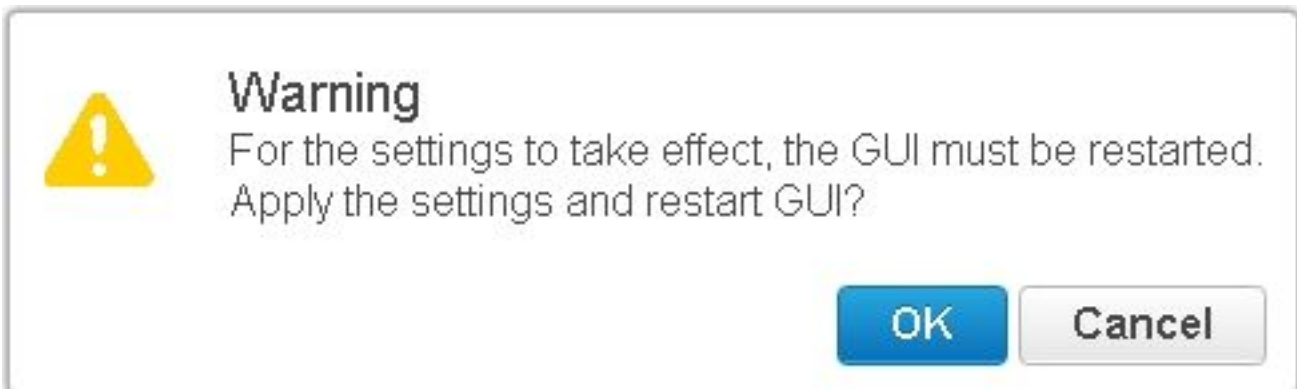 Warning
For the settings to take effect, the GUI must be restarted.
Apply the settings and restart GUI?
OK Cancel